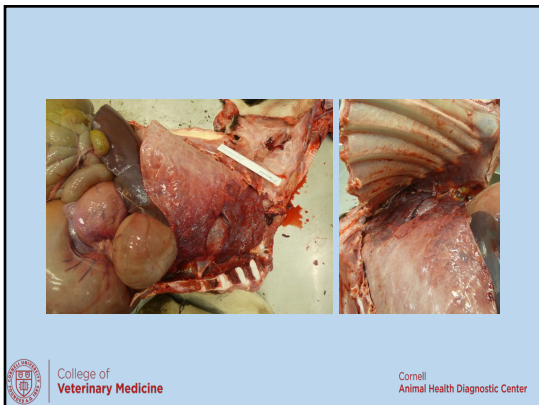 College of
Veterinary Medicine
Cornell
Animal Health Diagnostic Center